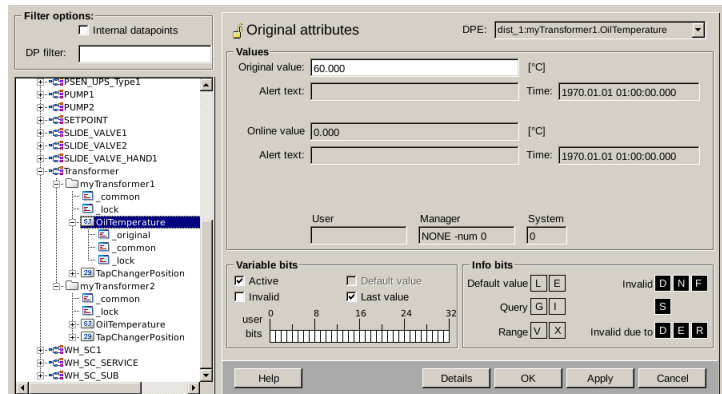 Filter options:
Internal datapoints
DP filter:
PSEN_UPS_Type1
PUMP1
PUMP2
SETPOINT
SLIDE_VALVE1
SLIDE_VALVE2
SLIDE_VALVE_HAND1
Transformer
myTransformer1
_common
_lock
OilTemperature
_original
_common
_lock
TapChangerPosition
myTransformer2
_common
_lock
OilTemperature
TapChangerPosition
WH_SC1
WH_SC_SERVICE
WH_SC_SUB
Original attributes DPE: dist_1:myTransformer1.OilTemperature
Values
Original value: 60.000 [°C]
Alert text: Time: 1970.01.01 01:00:00.000
Online value 0.000 [°C]
Alert text: Time: 1970.01.01 01:00:00.000
User Manager System
NONE -num 0 0
Variable bits
Active Default value
Invalid Last value
0 8 16 24 32
user
bits
Info bits
Default value L E Invalid D N F
Query G I S
Range V X Invalid due to D E R
Help Details OK Apply Cancel